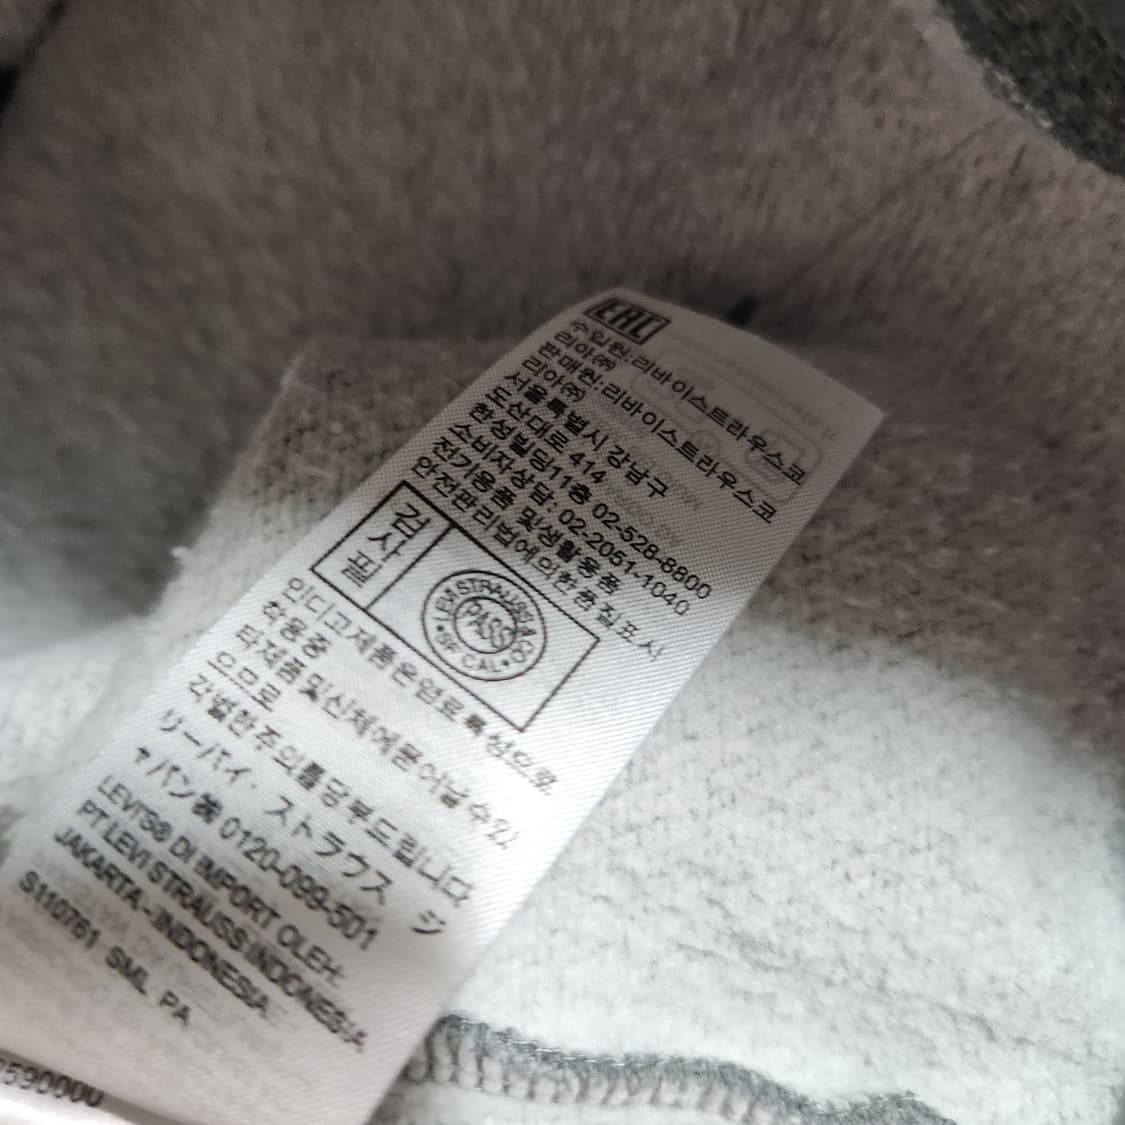 EAC
수입원:리바이스트라우스코
리아㈜
판매원:리바이스트라우스코
리아㈜
서울특별시 강남구
도산대로 414
한성빌딩11층 02-528-8800
소비자상담: 02-2051-1040
전기용품 및생활용품
안전관리법에의한품질표시
검사필
LEVI STRAUSS & CO
PASS
SF CAL
인디고제품은염료특성으로
착용중
타제품및신체에묻어날수있
으므로
각별한주의를당부드립니다
リーバイ・ストラウス ジ
ャパン㈱ 0120-099-501
LEVI'S® DI IMPORT OLEH:
PT LEVI STRAUSS INDONESIA
JAKARTA - INDONESIA
S1110761 SML PA
590000